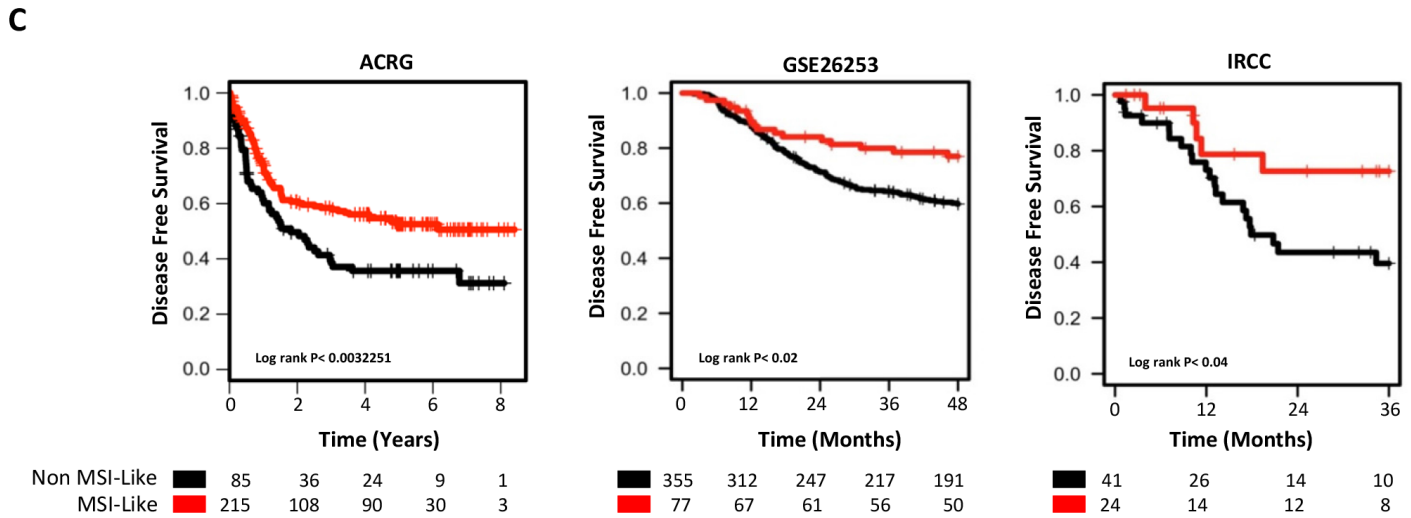 C
ACRG
GSE26253
IRCC
Disease Free Survival
1.0
0.8
0.6
0.4
0.2
0.0
Log rank P< 0.0032251
0 2 4 6 8
Time (Years)
Disease Free Survival
1.0
0.8
0.6
0.4
0.2
0.0
Log rank P< 0.02
0 12 24 36 48
Time (Months)
Disease Free Survival
1.0
0.8
0.6
0.4
0.2
0.0
Log rank P< 0.04
0 12 24 36
Time (Months)
Non MSI-Like 85 36 24 9 1 355 312 247 217 191 41 26 14 10
MSI-Like 215 108 90 30 3 77 67 61 56 50 24 14 12 8